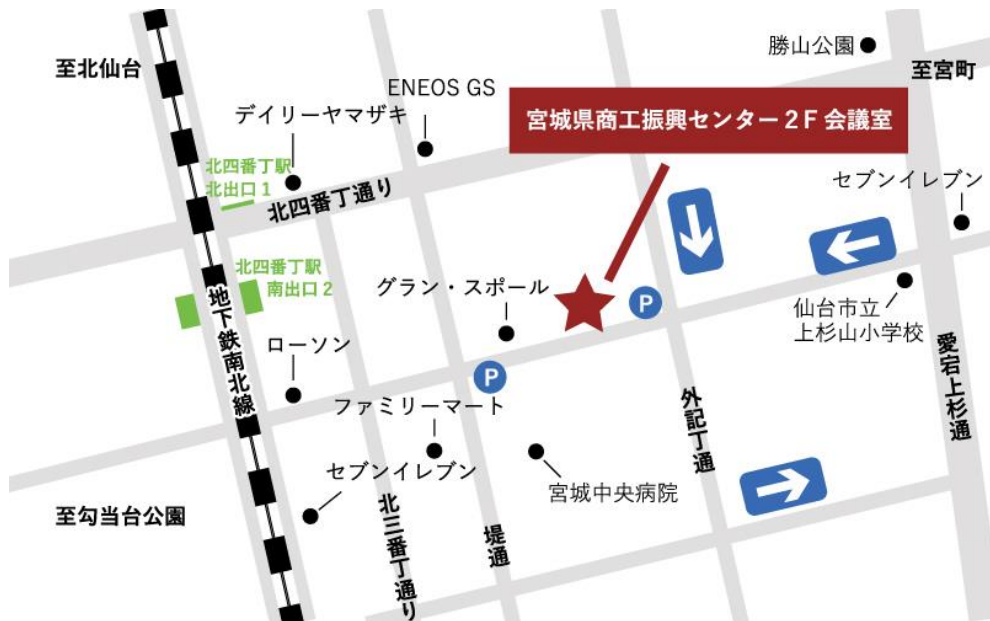 勝山公園
至北仙台
至宮町
ENEOS GS
デイリーヤマザキ
宮城県商工振興センター2F会議室
北四番丁駅
北出口1
セブンイレブン
北四番丁通り
北四番丁駅
南出口2
グラン・スポール
P
仙台市立
上杉山小学校
地下鉄南北線
ローソン
P
愛宕上杉通
外記丁通
ファミリーマート
セブンイレブン
宮城中央病院
至勾当台公園
北三番丁通り
堤通